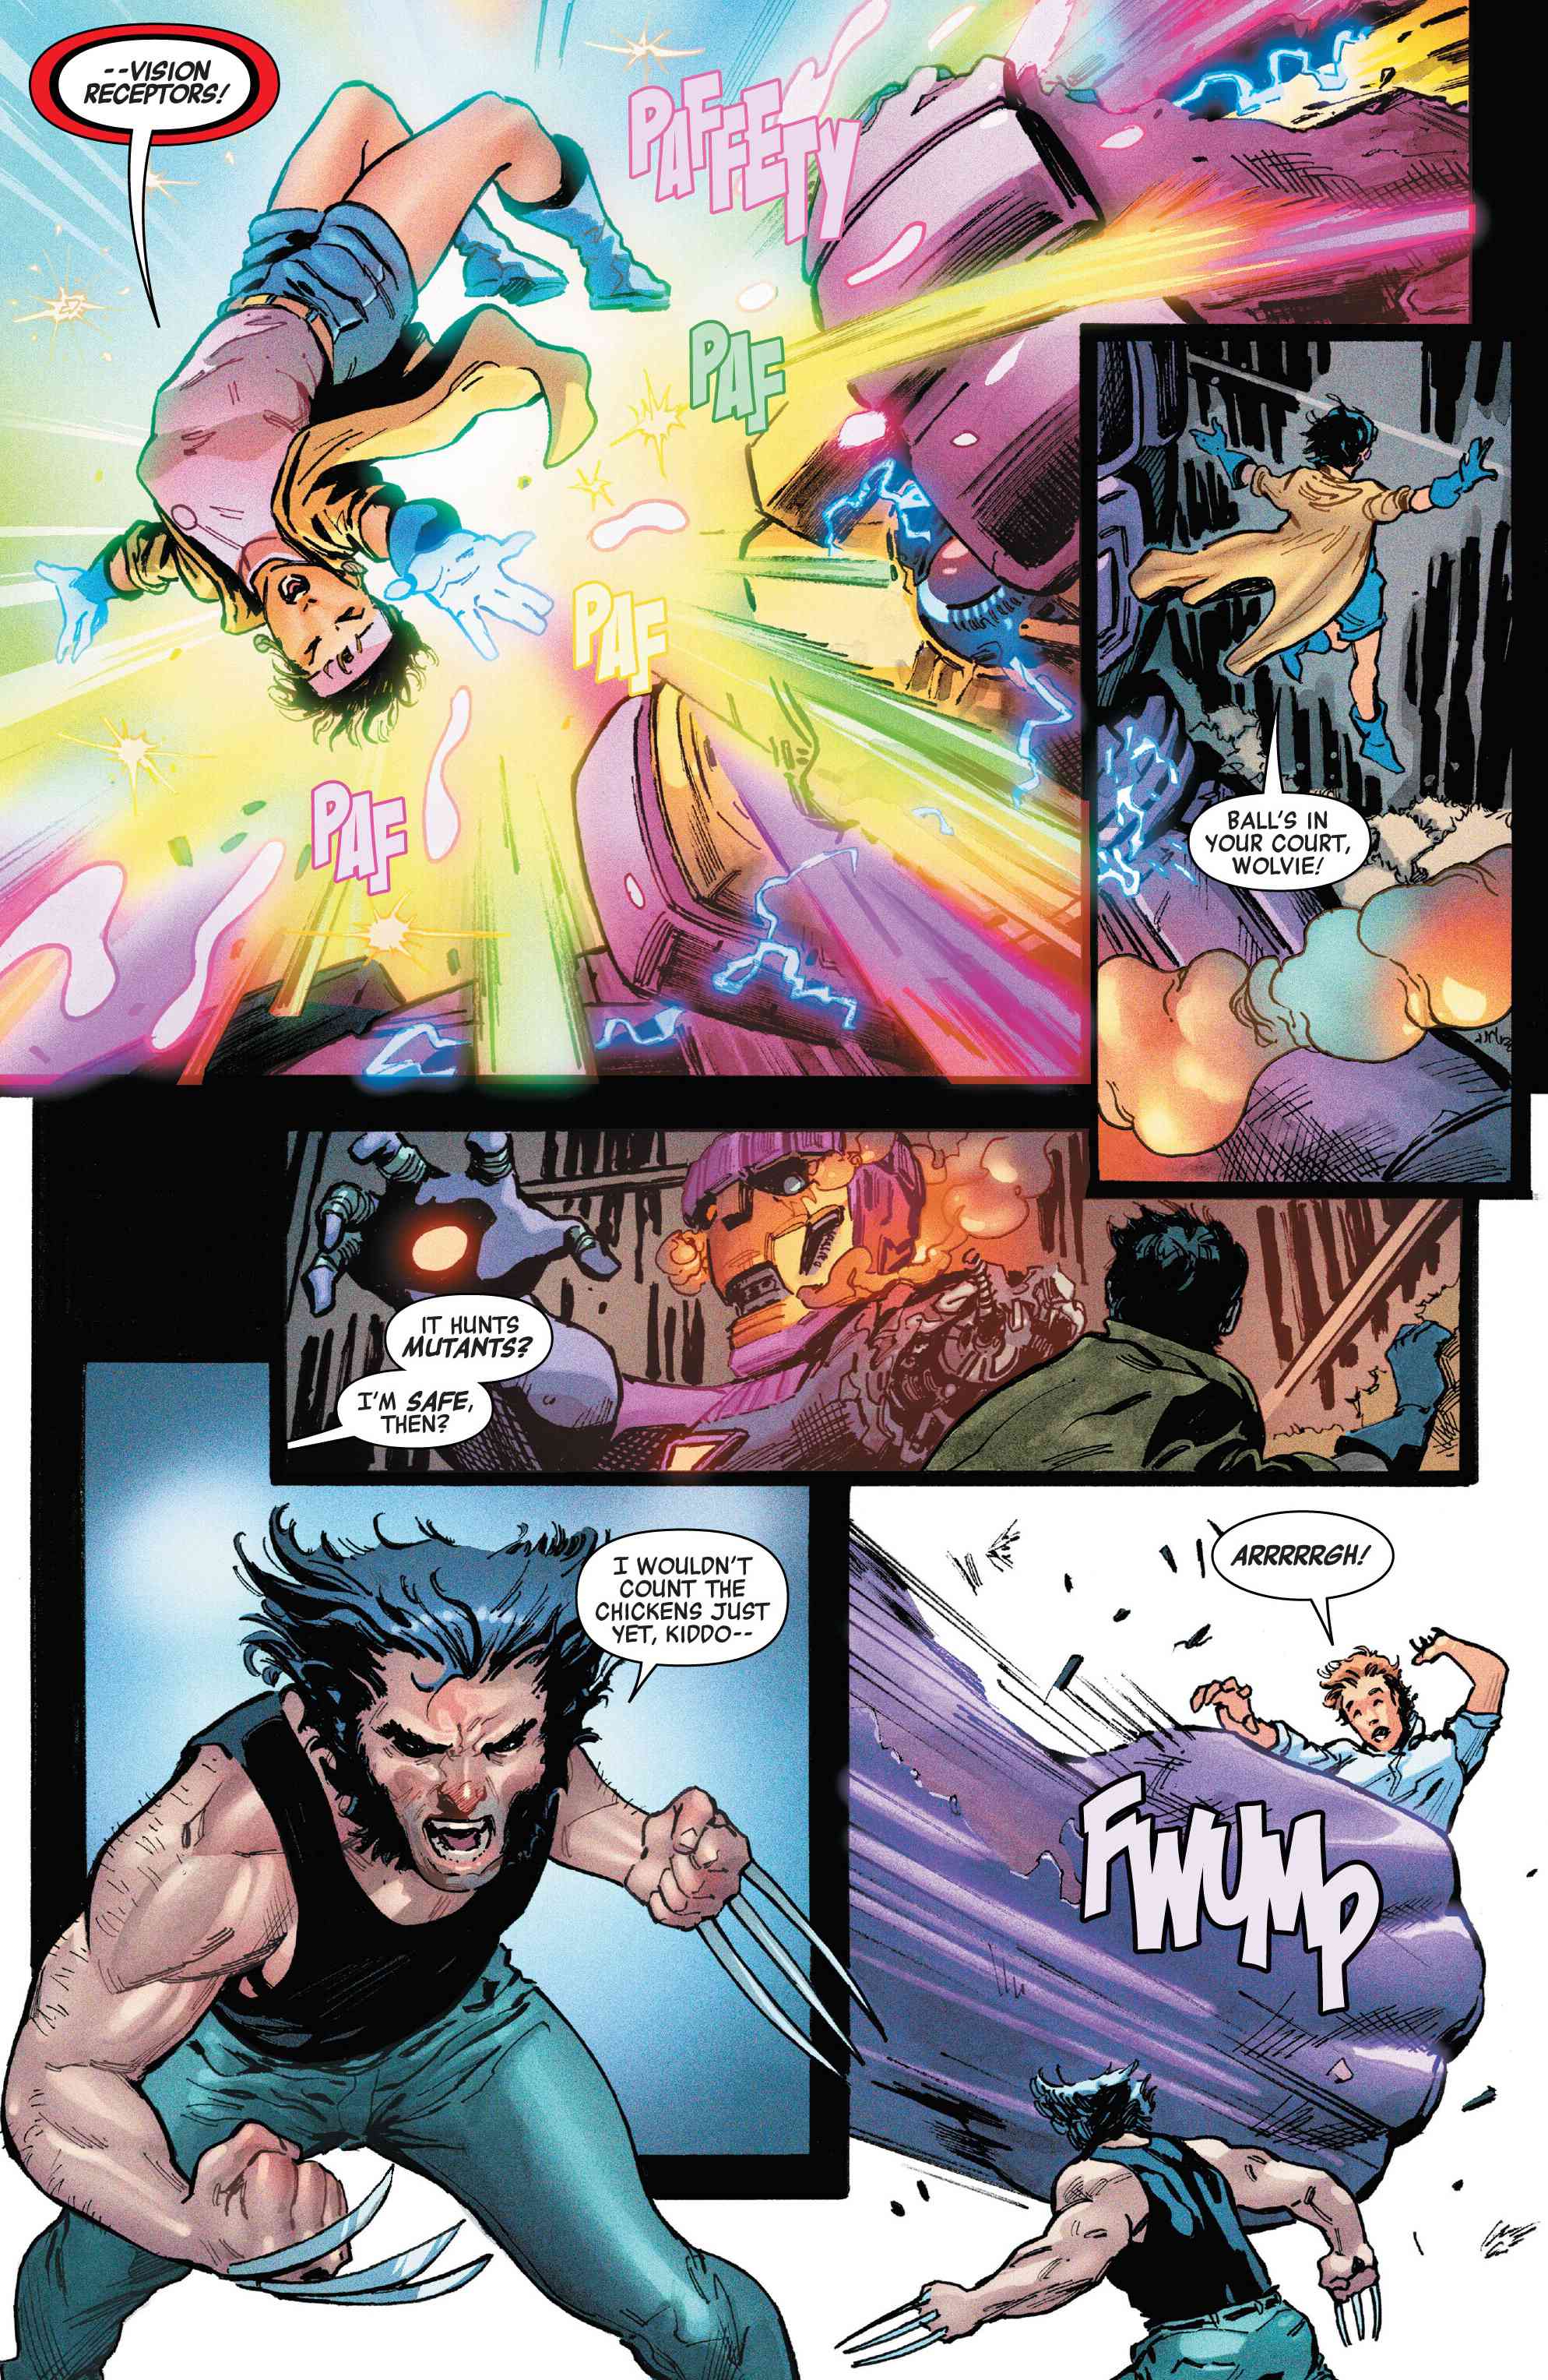 --VISION
RECEPTORS!
PAFFETY
PAF
PAF
PAF
BALL'S IN
YOUR COURT,
WOLVIE!
IT HUNTS
MUTANTS?
I'M SAFE,
THEN?
I WOULDN'T
COUNT THE
CHICKENS JUST
YET, KIDDO--
ARRRRRGH!
FWUMP